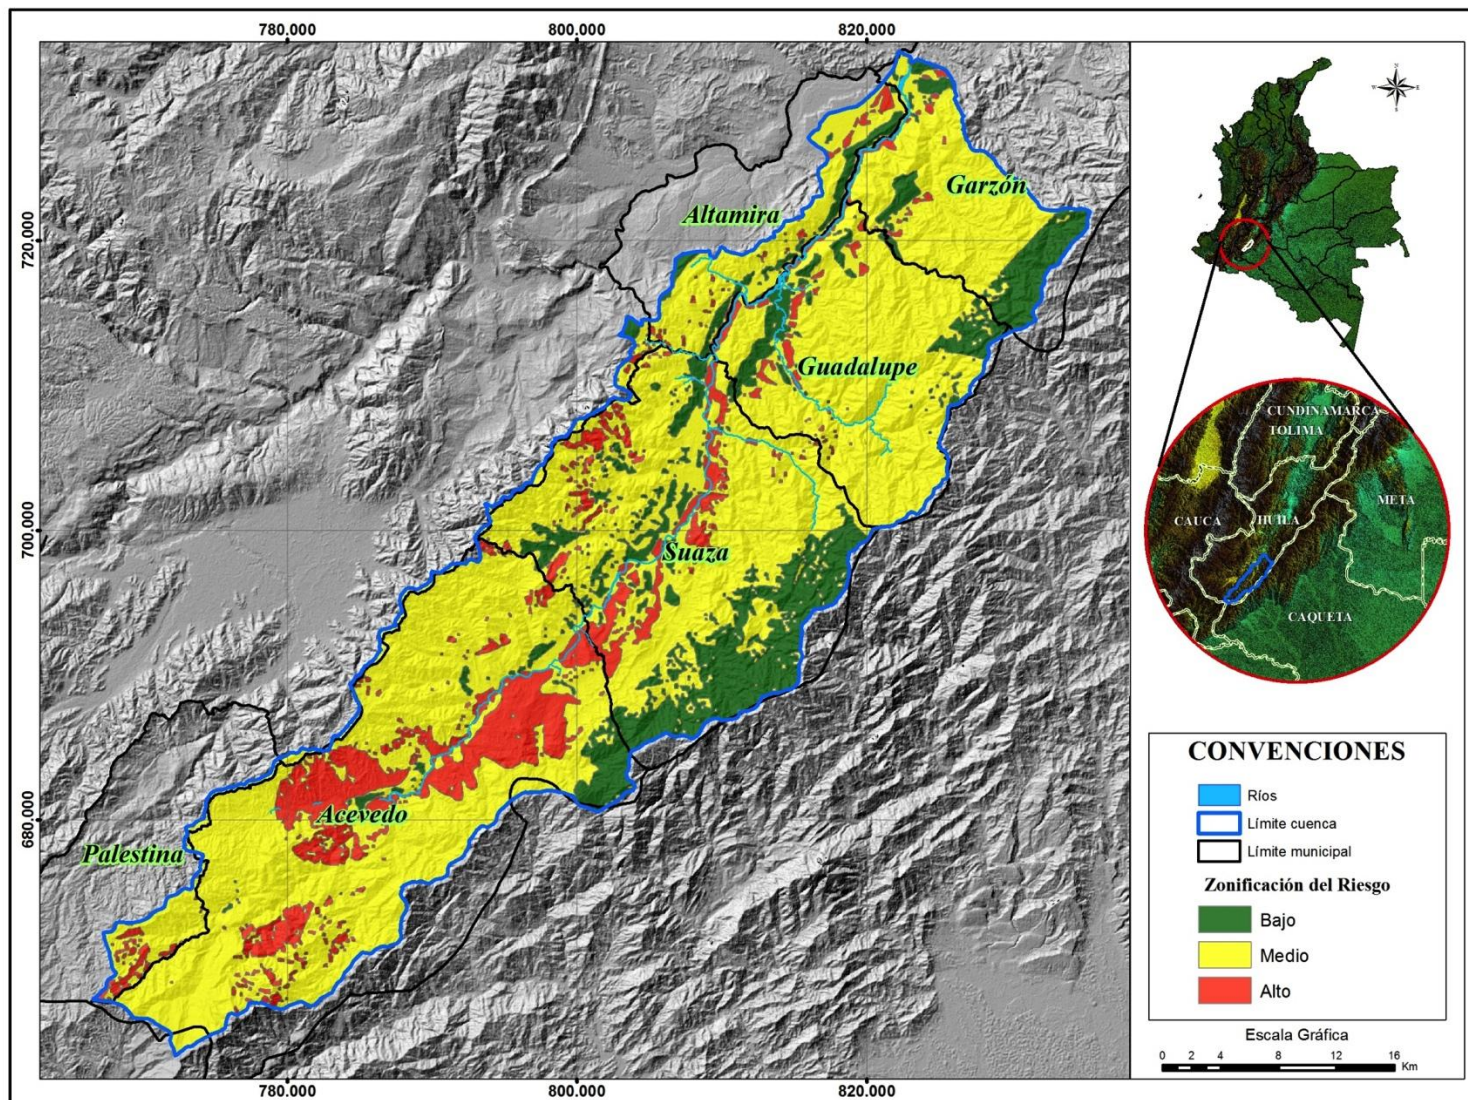 780.000
800.000
820.000
720.000
700.000
680.000
Garzón
Altamira
Guadalupe
Suaza
Acevedo
Palestina
780.000
800.000
820.000
N
W
E
S
CUNDINAMARCA
TOLIMA
META
CAUCA
HUILA
CAQUETA
CONVENCIONES
Ríos
Límite cuenca
Límite municipal
Zonificación del Riesgo
Bajo
Medio
Alto
Escala Gráfica
0 2 4 8 12 16
Km